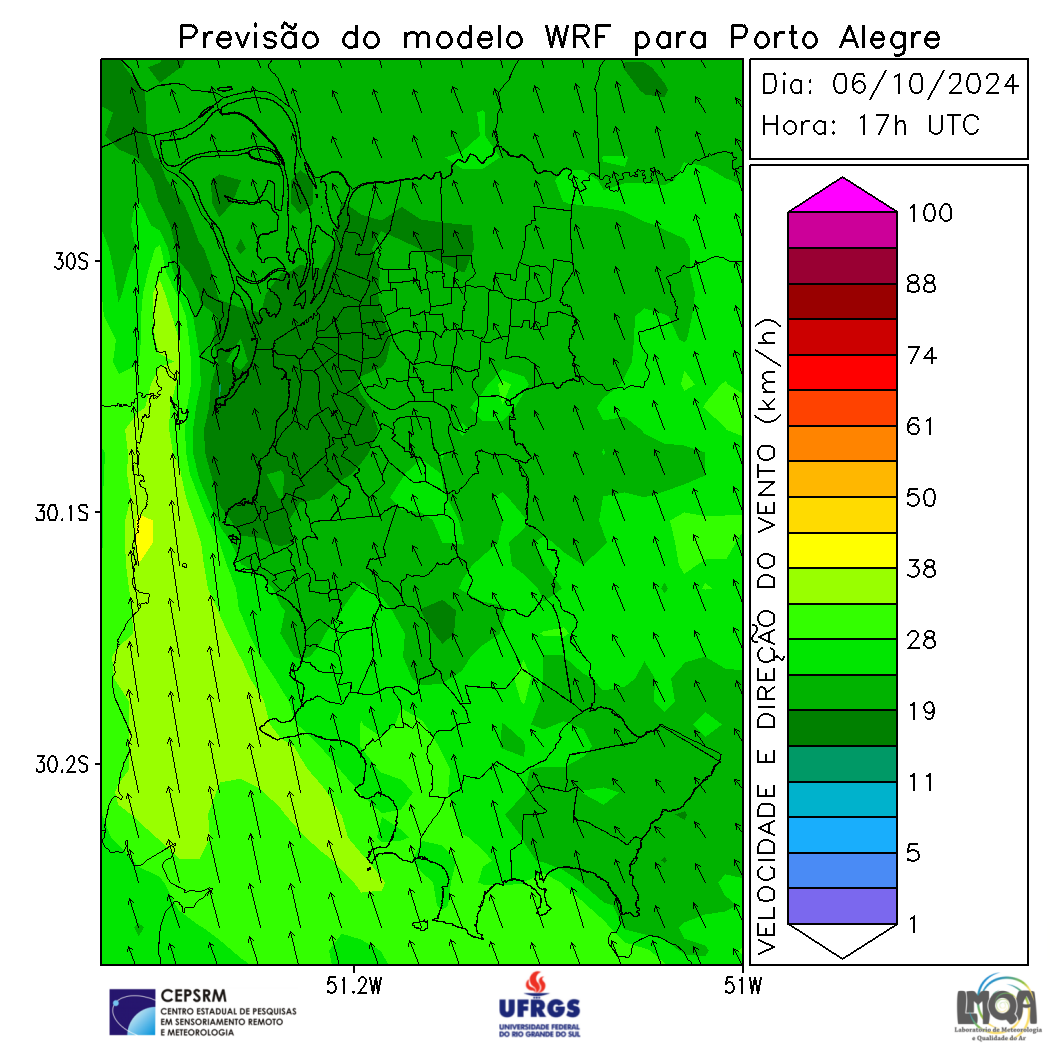 Previsão do modelo WRF para Porto Alegre
Dia: 06/10/2024
Hora: 17h UTC
30S
30.1S
30.2S
51.2W
51W
VELOCIDADE E DIREÇÃO DO VENTO (km/h)
100
88
74
61
50
38
28
19
11
5
1
CEPSRM
CENTRO ESTADUAL DE PESQUISAS
EM SENSORIAMENTO REMOTO
E METEOROLOGIA
UFRGS
UNIVERSIDADE FEDERAL
DO RIO GRANDE DO SUL
LMQA
Laboratório de Meteorologia
e Qualidade do Ar